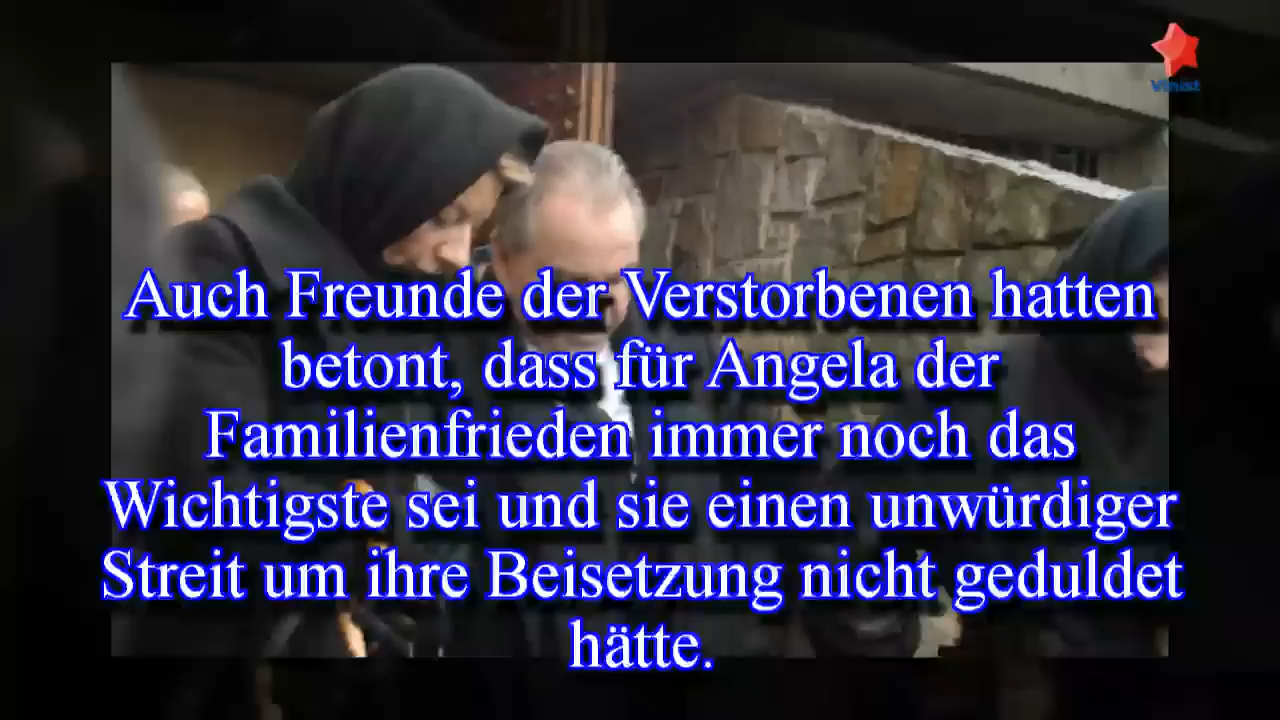 Vinist
Auch Freunde der Verstorbenen hatten
betont, dass für Angela der
Familienfrieden immer noch das
Wichtigste sei und sie einen unwürdiger
Streit um ihre Beisetzung nicht geduldet
hätte.